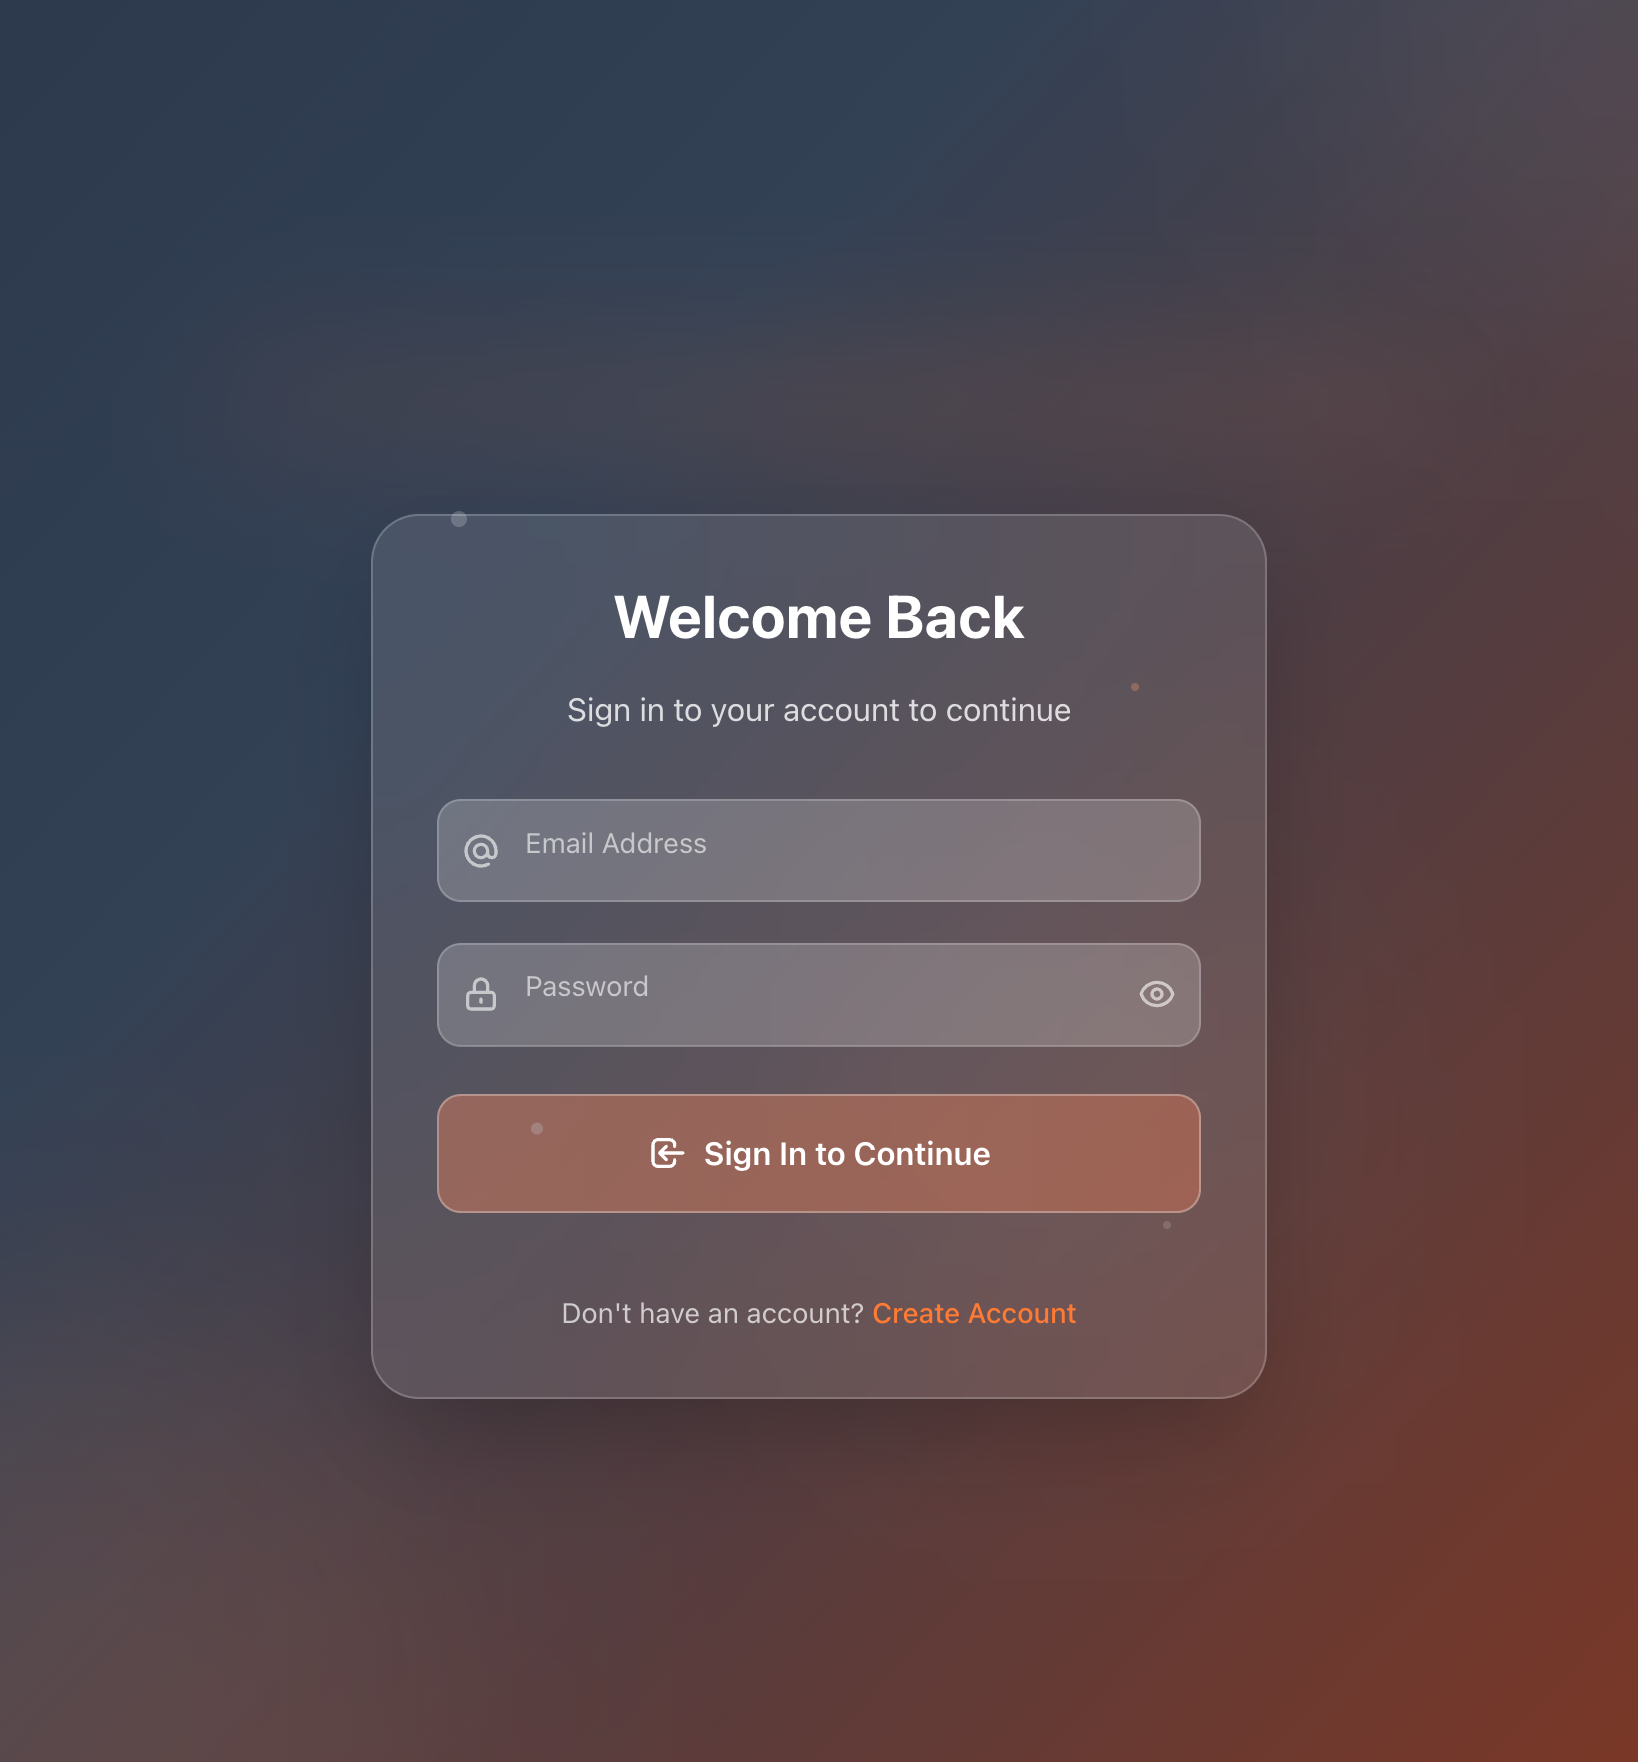 Welcome Back
Sign in to your account to continue
Email Address
Password
Sign In to Continue
Don't have an account? Create Account